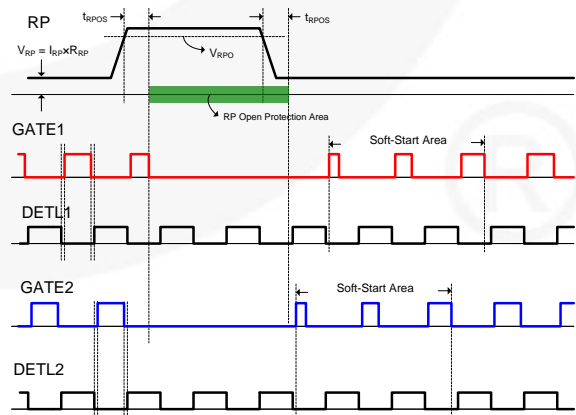 RP
tRPOS
tRPOS
VRP = IRP×RRP
VRPO
RP Open Protection Area
GATE1
Soft-Start Area
DETL1
GATE2
Soft-Start Area
DETL2
®